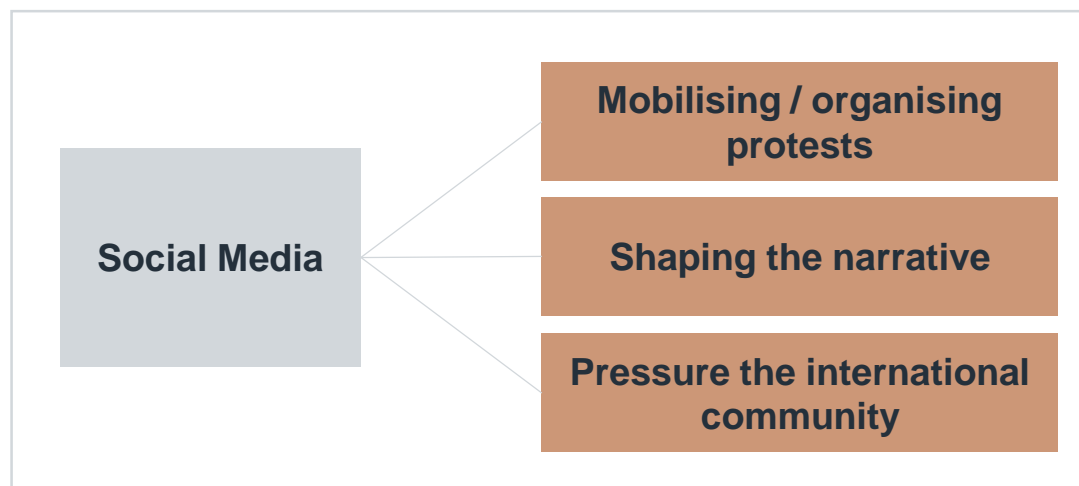 Social Media
Mobilising / organising
protests
Shaping the narrative
Pressure the international
community